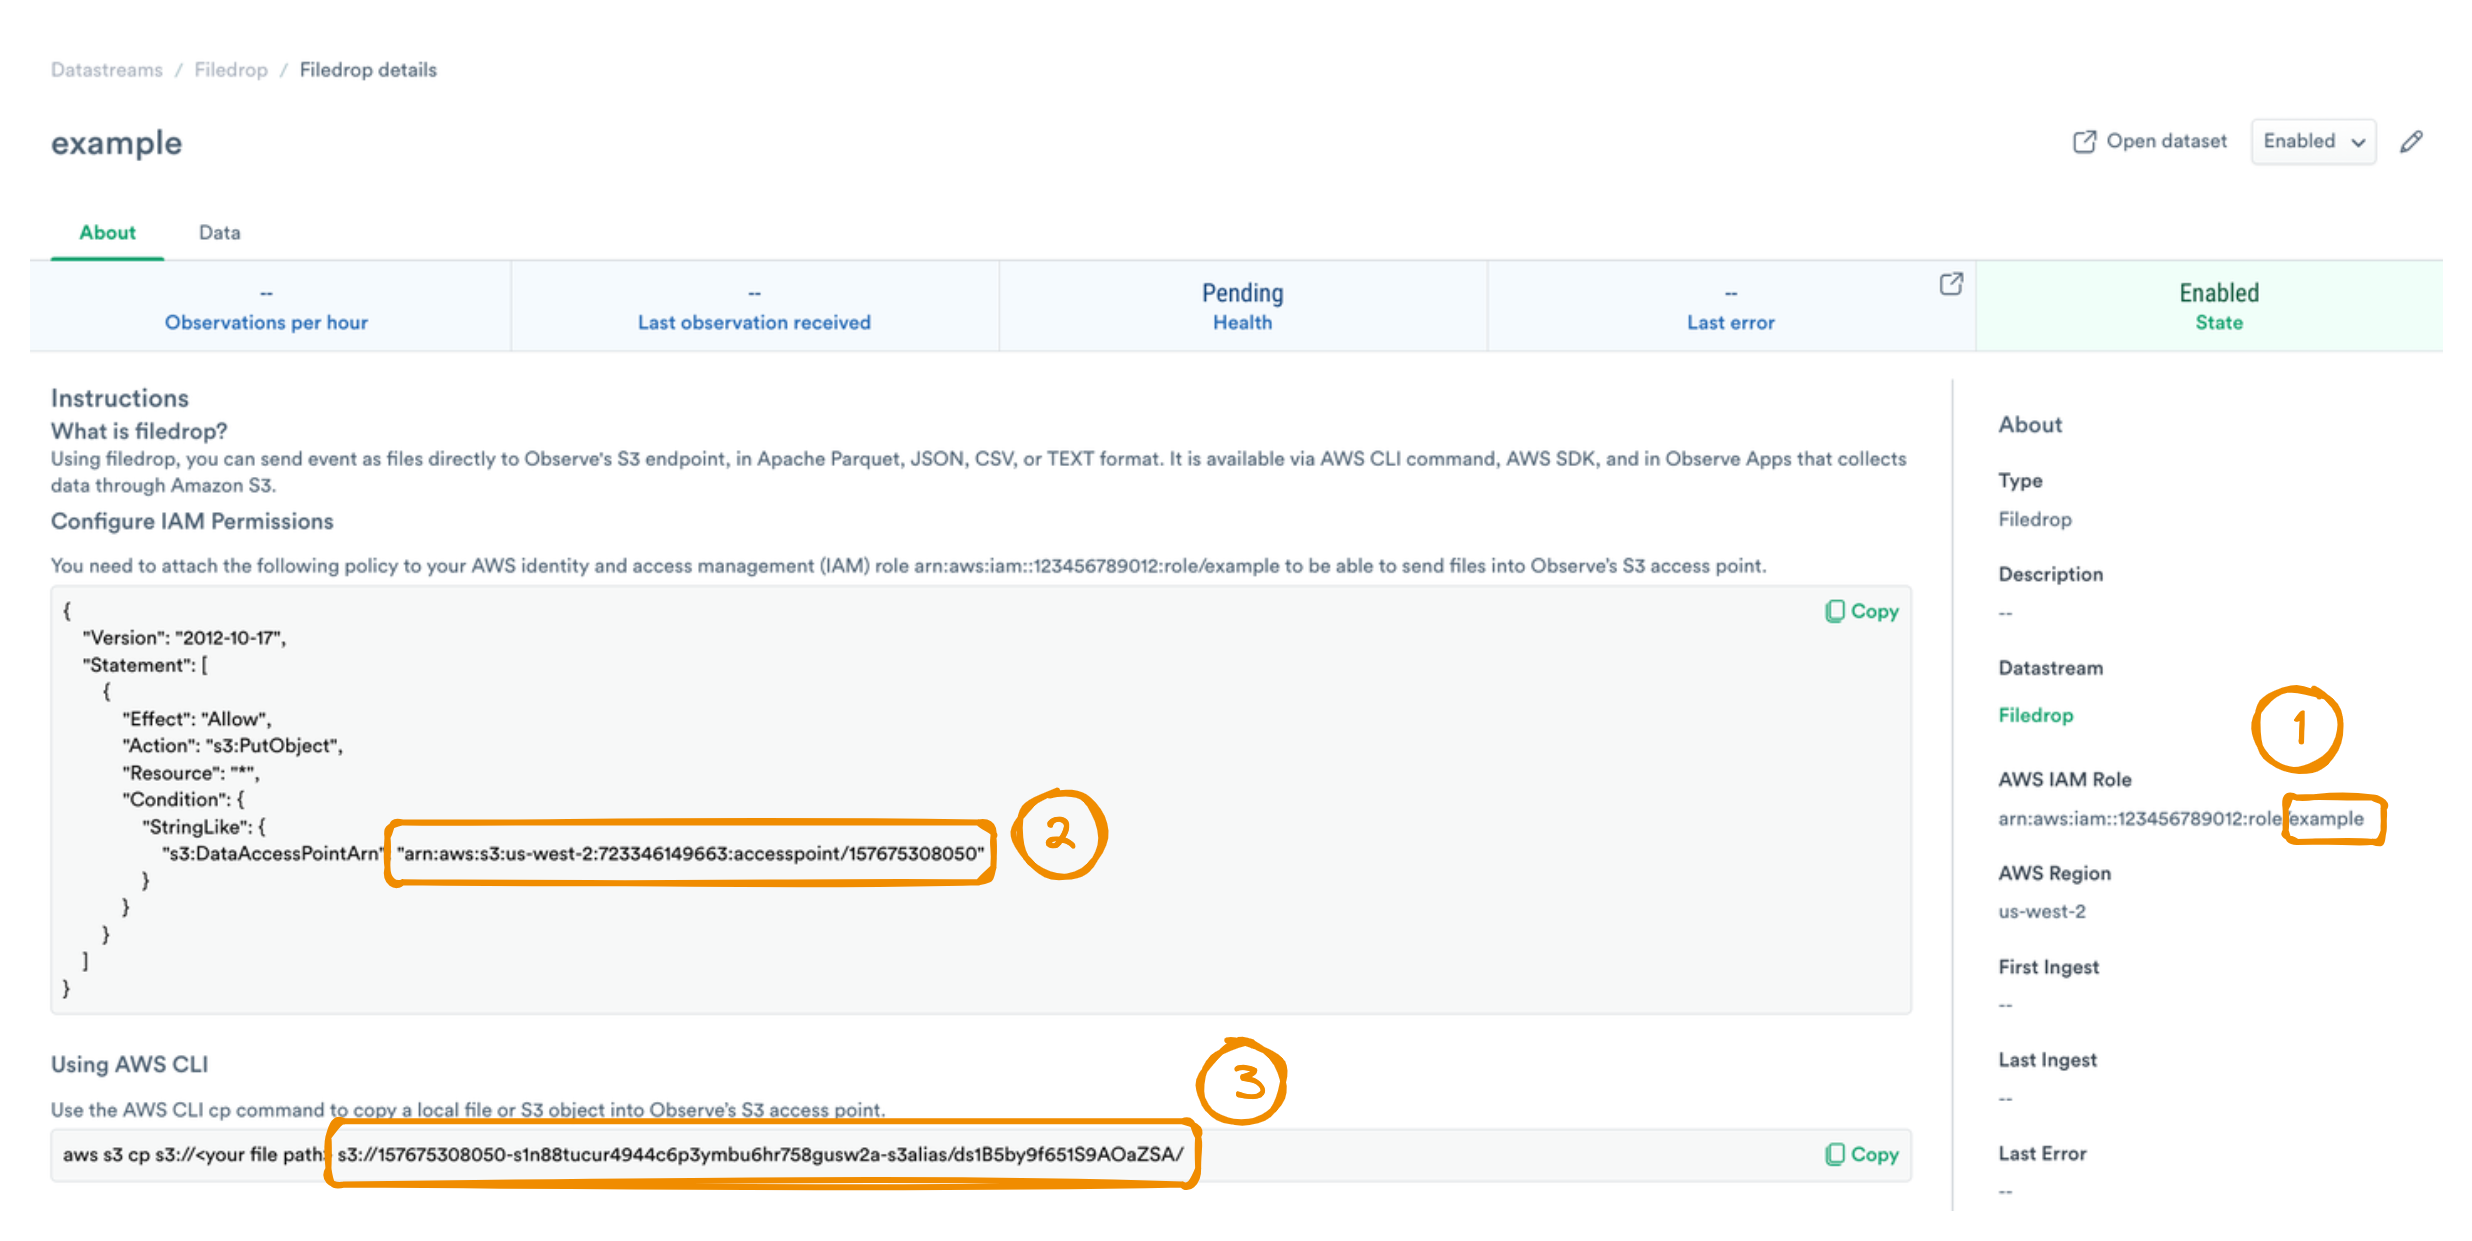 Datastreams / Filedrop / Filedrop details
example
Open dataset
Enabled
About
Data
--
Observations per hour
--
Last observation received
Pending
Health
--
Last error
Enabled
State
Instructions
What is filedrop?
Using filedrop, you can send event as files directly to Observe's S3 endpoint, in Apache Parquet, JSON, CSV, or TEXT format. It is available via AWS CLI command, AWS SDK, and in Observe Apps that collects
data through Amazon S3.
Configure IAM Permissions
You need to attach the following policy to your AWS identity and access management (IAM) role arn:aws:iam::123456789012:role/example to be able to send files into Observe's S3 access point.
Copy
{
"Version": "2012-10-17",
"Statement": [
{
"Effect": "Allow",
"Action": "s3:PutObject",
"Resource": "*",
"Condition": {
"StringLike": {
"s3:DataAccessPointArn" "arn:aws:s3:us-west-2:723346149663:accesspoint/157675308050"
}
}
}
]
}
2
Using AWS CLI
3
Use the AWS CLI cp command to copy a local file or S3 object into Observe's S3 access point.
aws s3 cp s3://<your file path> s3://157675308050-s1n88tucur4944c6p3ymbu6hr758gusw2a-s3alias/ds1B5by9f651S9AOaZSA/
Copy
About
Type
Filedrop
Description
--
Datastream
Filedrop
1
AWS IAM Role
arn:aws:iam::123456789012:role/example
AWS Region
us-west-2
First Ingest
--
Last Ingest
--
Last Error
--